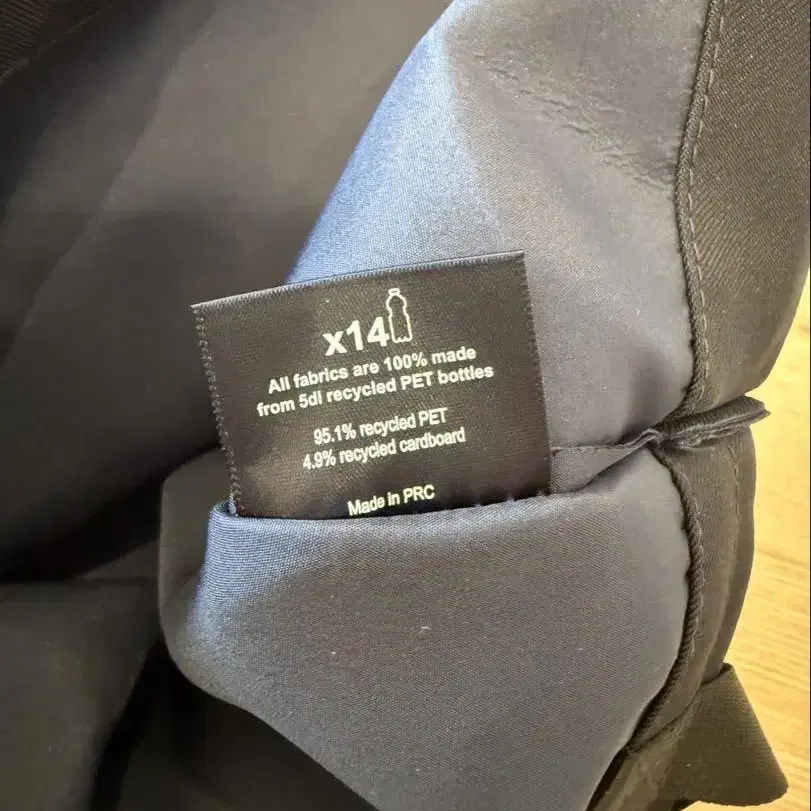 x14
All fabrics are 100% made
from 5dl recycled PET bottles
95.1% recycled PET
4.9% recycled cardboard
Made in PRC